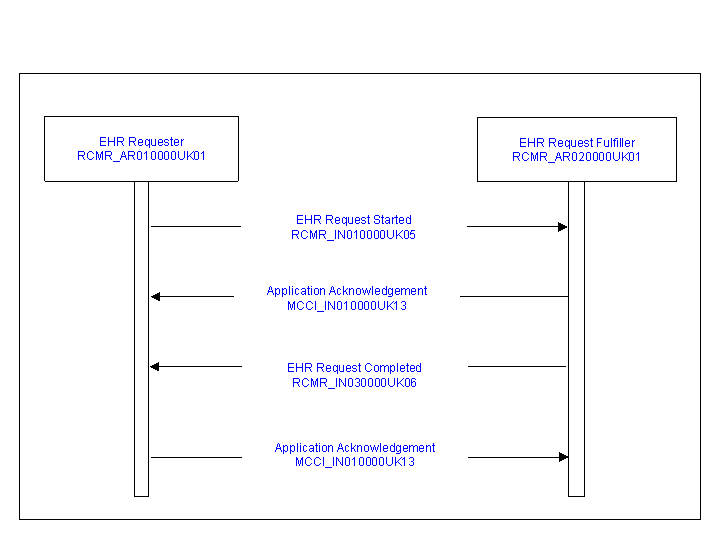 EHR Requester
RCMR_AR010000UK01
EHR Request Fulfiller
RCMR_AR020000UK01
EHR Request Started
RCMR_IN010000UK05
Application Acknowledgement
MCCI_IN010000UK13
EHR Request Completed
RCMR_IN030000UK06
Application Acknowledgement
MCCI_IN010000UK13